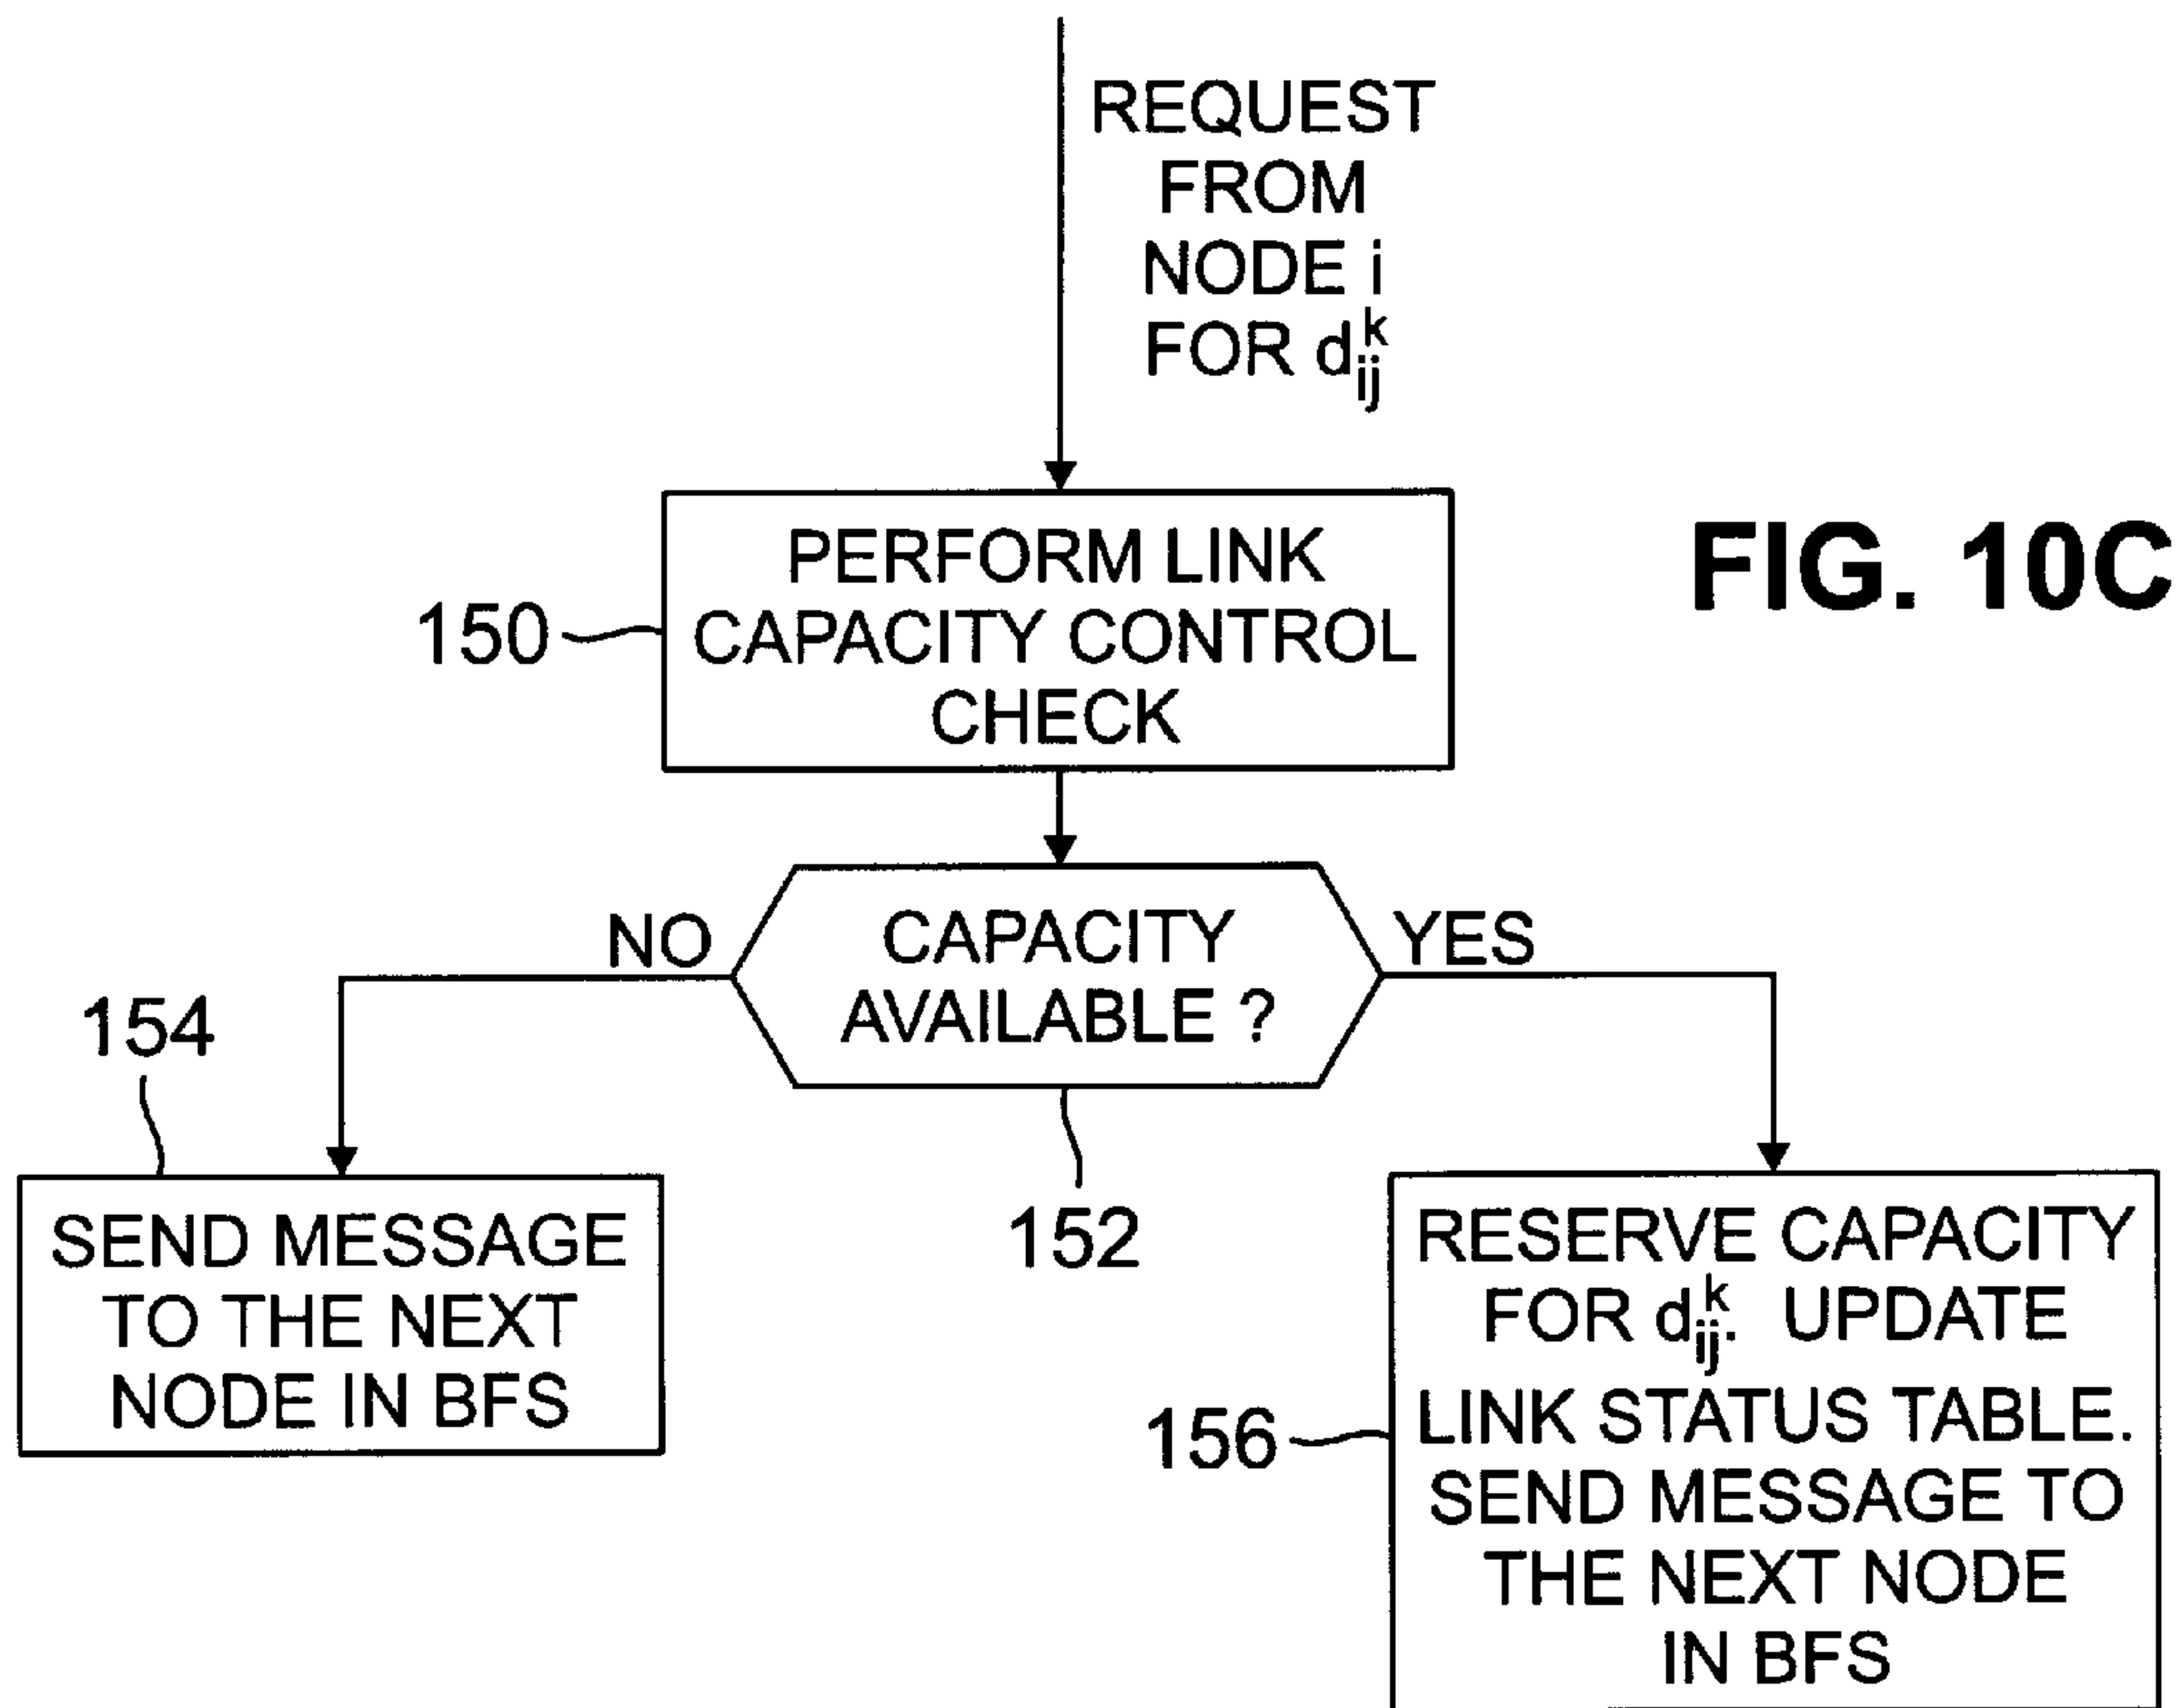 REQUEST
FROM
NODE i
FOR d_{ij}^{k}
FIG. 10C
PERFORM LINK
150
CAPACITY CONTROL
CHECK
NO
CAPACITY
YES
AVAILABLE ?
154
152
SEND MESSAGE
TO THE NEXT
NODE IN BFS
RESERVE CAPACITY
FOR d_{ij}^{k}. UPDATE
LINK STATUS TABLE.
156
SEND MESSAGE TO
THE NEXT NODE
IN BFS